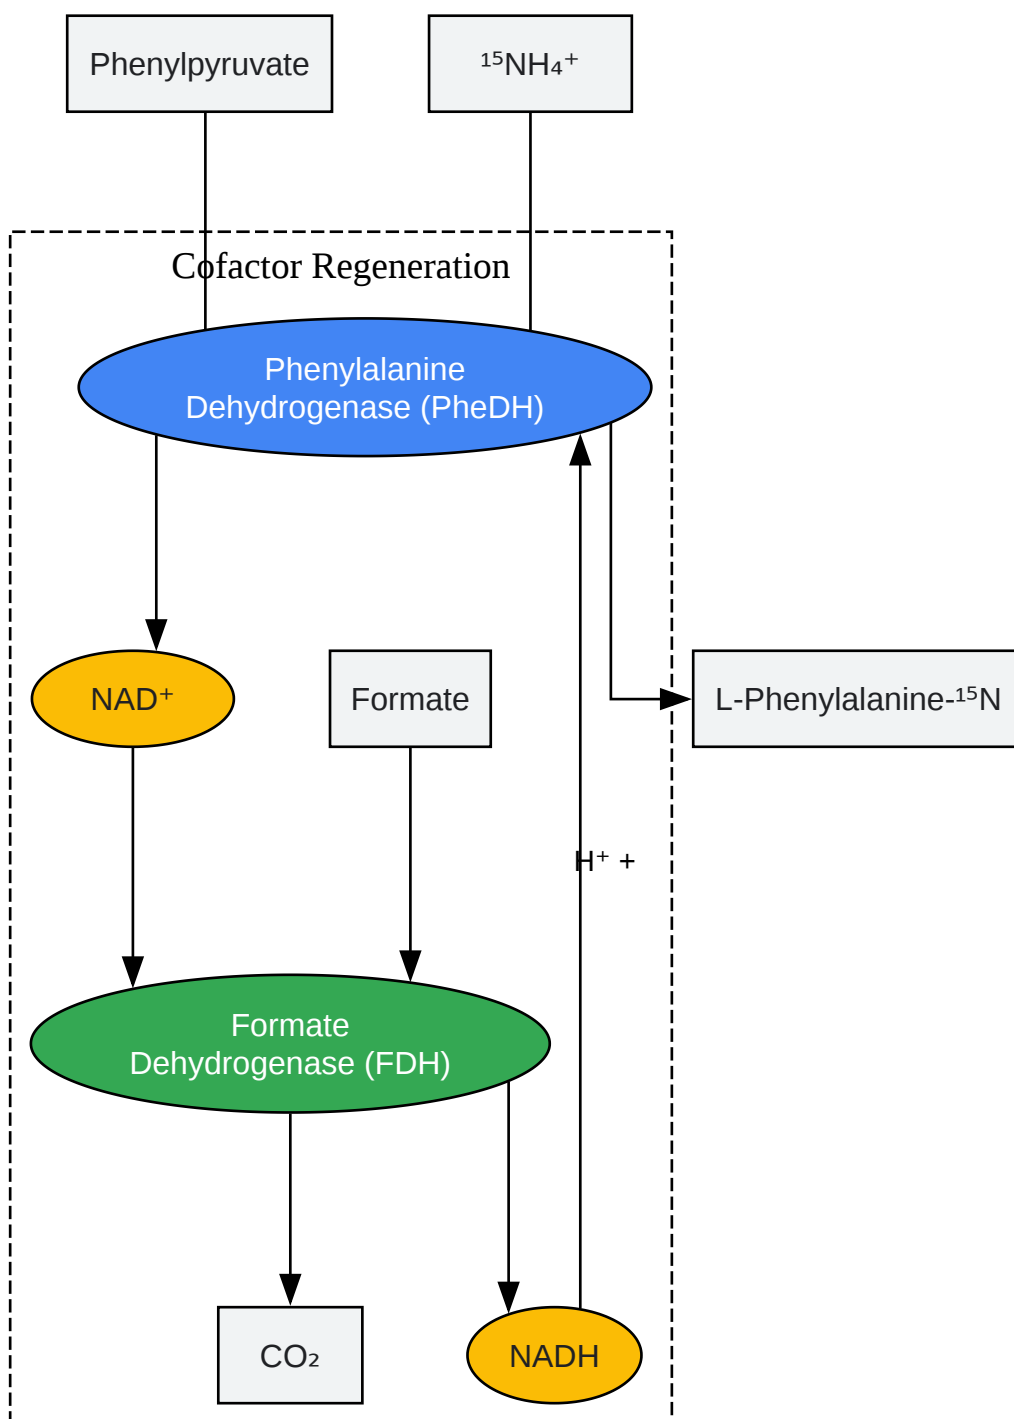 Phenylpyruvate
¹⁵NH₄⁺
Cofactor Regeneration
Phenylalanine
Dehydrogenase (PheDH)
NAD⁺
Formate
L-Phenylalanine-¹⁵N
H⁺ +
Formate
Dehydrogenase (FDH)
CO₂
NADH